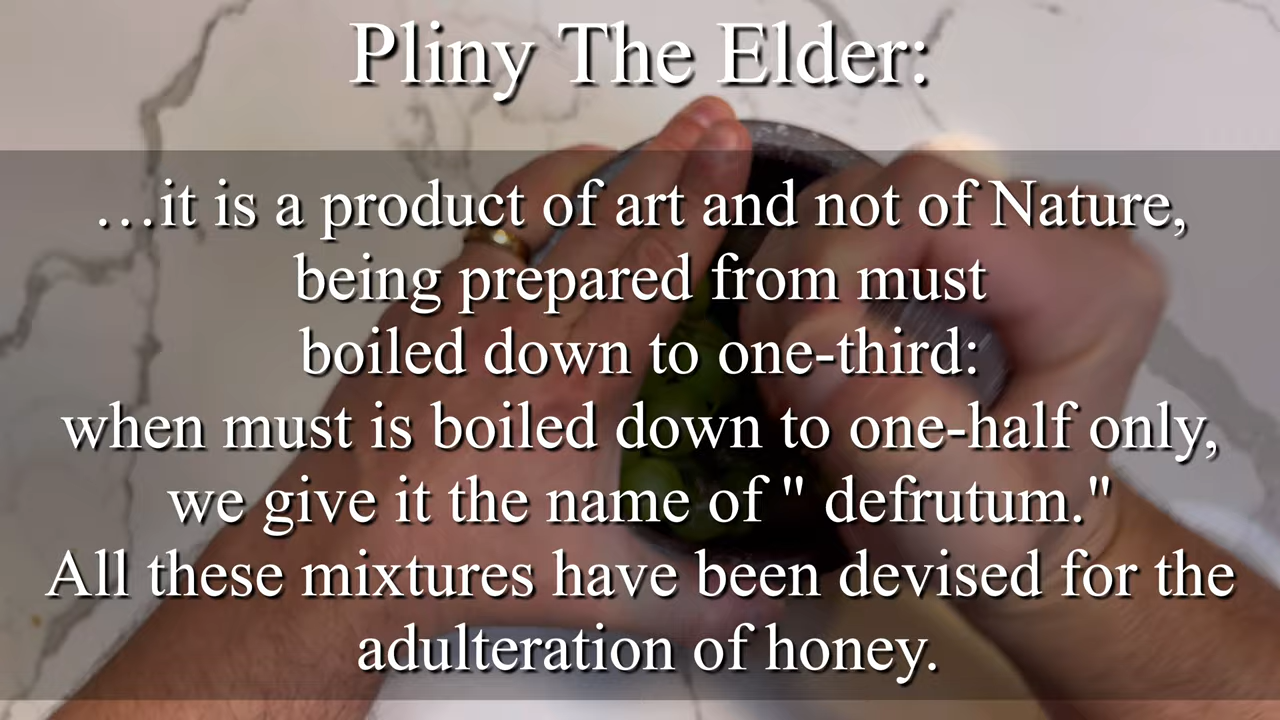 Pliny The Elder:
…it is a product of art and not of Nature,
being prepared from must
boiled down to one-third:
when must is boiled down to one-half only,
we give it the name of " defrutum."
All these mixtures have been devised for the
adulteration of honey.